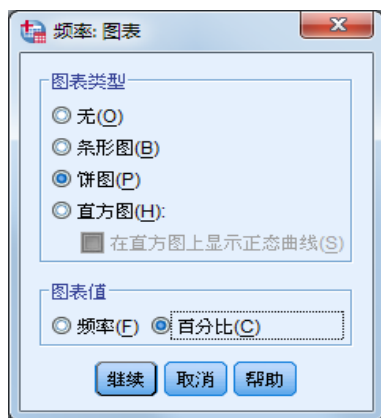 频率: 图表
图表类型
无(O)
条形图(B)
饼图(P)
直方图(H):
在直方图上显示正态曲线(S)
图表值
频率(F) 百分比(C)
继续 取消 帮助